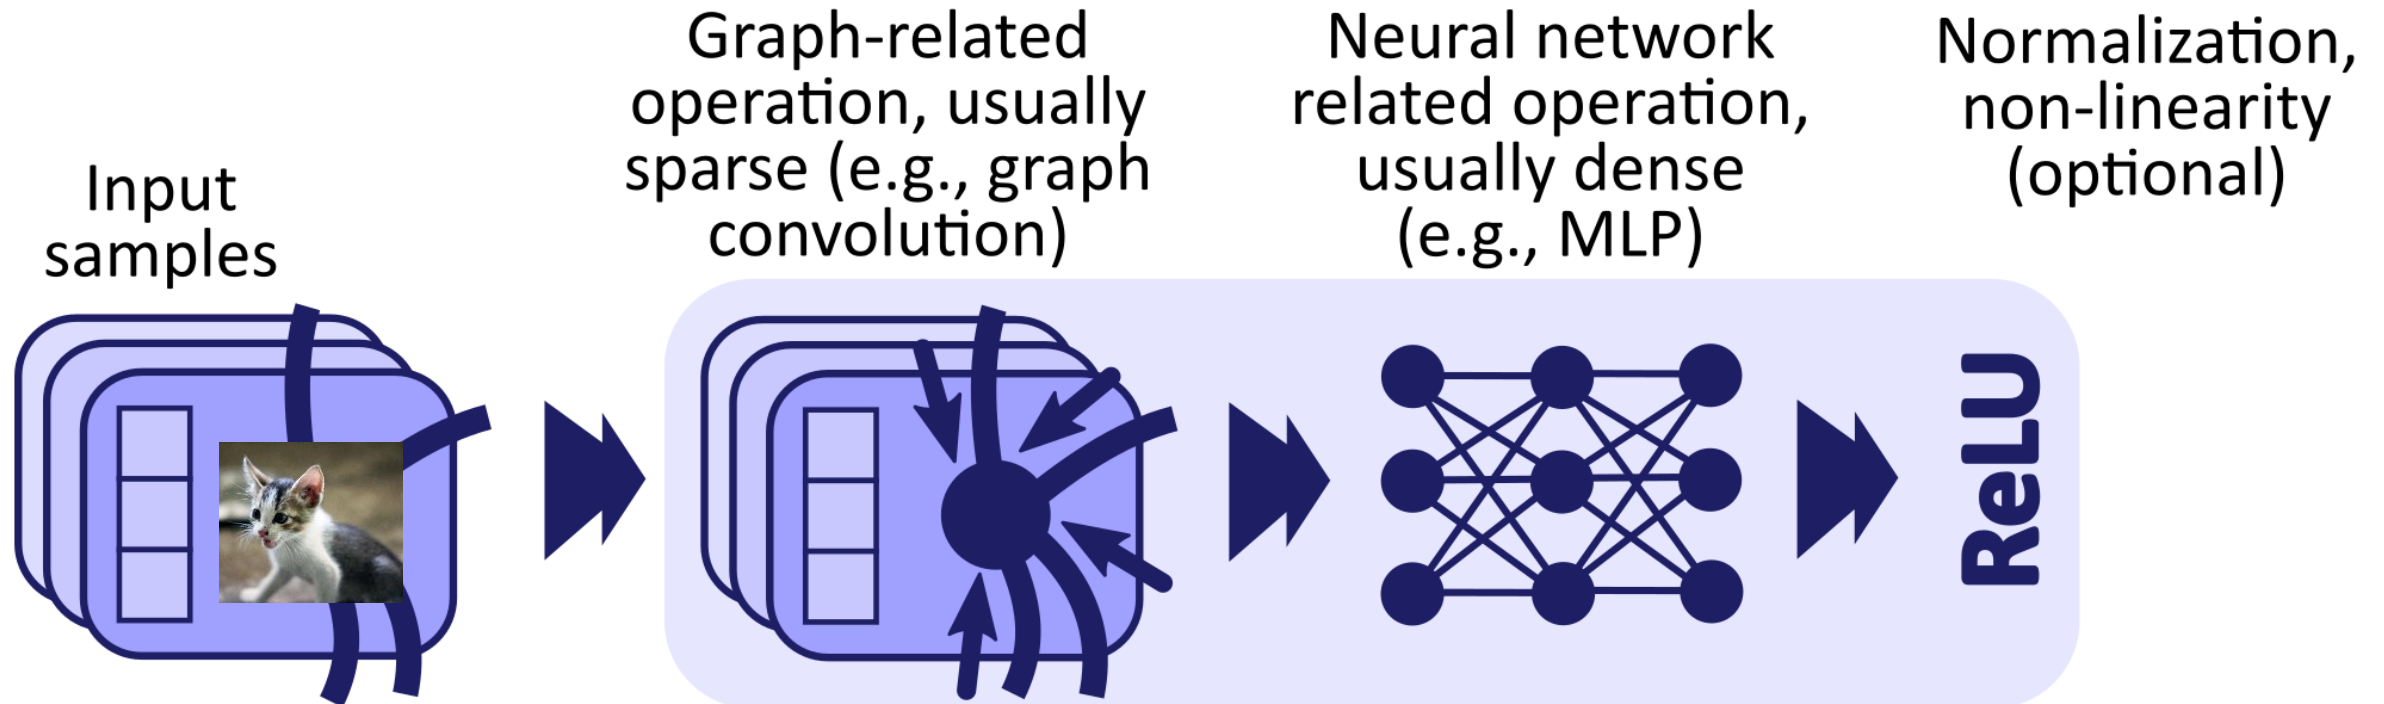 Input
samples
Graph-related
operation, usually
sparse (e.g., graph
convolution)
Neural network
related operation,
usually dense
(e.g., MLP)
Normalization,
non-linearity
(optional)
ReLU